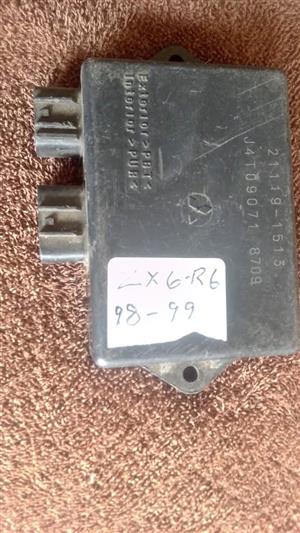 21119-1513
J4T09071 8709
Exterior>PBT<
Interior>PUR<
ZX6-R6
98-99